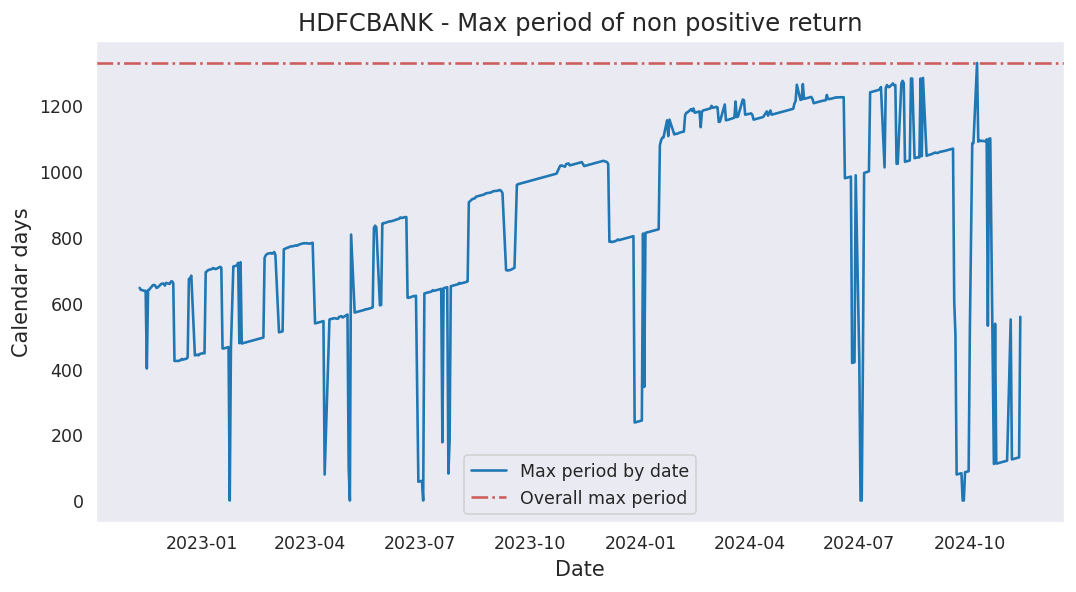 HDFCBANK - Max period of non positive return
Calendar days
1200
1000
800
600
400
200
0
Max period by date
Overall max period
2023-01 2023-04 2023-07 2023-10 2024-01 2024-04 2024-07 2024-10
Date